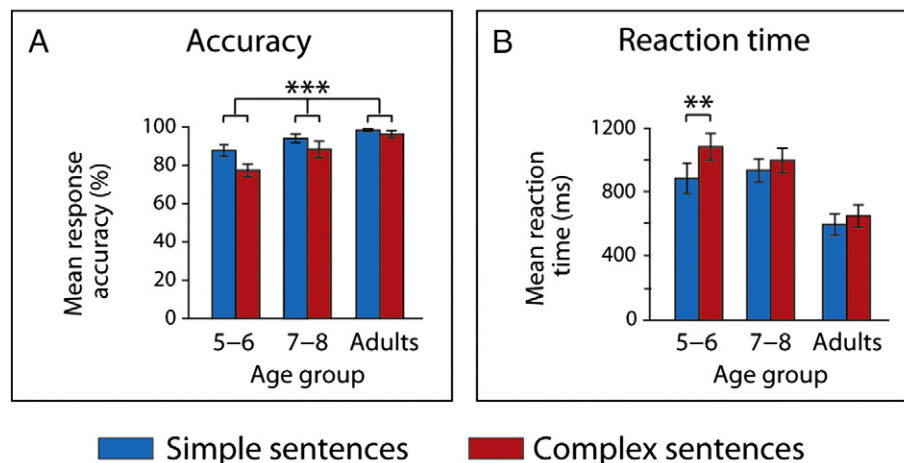 A Accuracy
***
100
80
60
40
20
0
Mean response
accuracy (%)
5–6 7–8 Adults
Age group
B Reaction time
**
1200
800
400
0
Mean reaction
time (ms)
5–6 7–8 Adults
Age group
Simple sentences Complex sentences